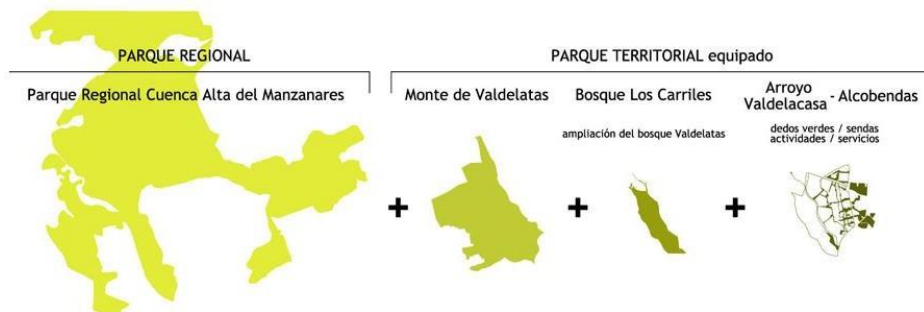 PARQUE REGIONAL
PARQUE TERRITORIAL equipado
Parque Regional Cuenca Alta del Manzanares
Monte de Valdelatas
Bosque Los Carriles
ampliación del bosque Valdelatas
Arroyo
Valdelacasa - Alcobendas
dedos verdes / sendas
actividades / servicios
+
+
+